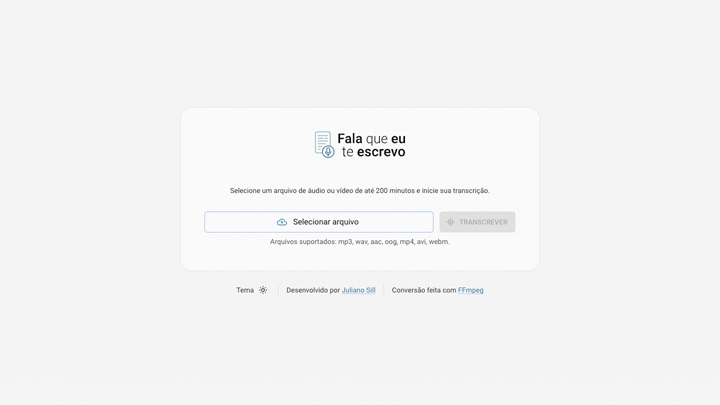 Fala que eu
te escrevo
Selecione um arquivo de áudio ou vídeo de até 200 minutos e inicie sua transcrição.
Selecionar arquivo
TRANSCREVER
Arquivos suportados: mp3, wav, aac, oog, mp4, avi, webm.
Tema
Desenvolvido por Juliano Sill
Conversão feita com FFmpeg